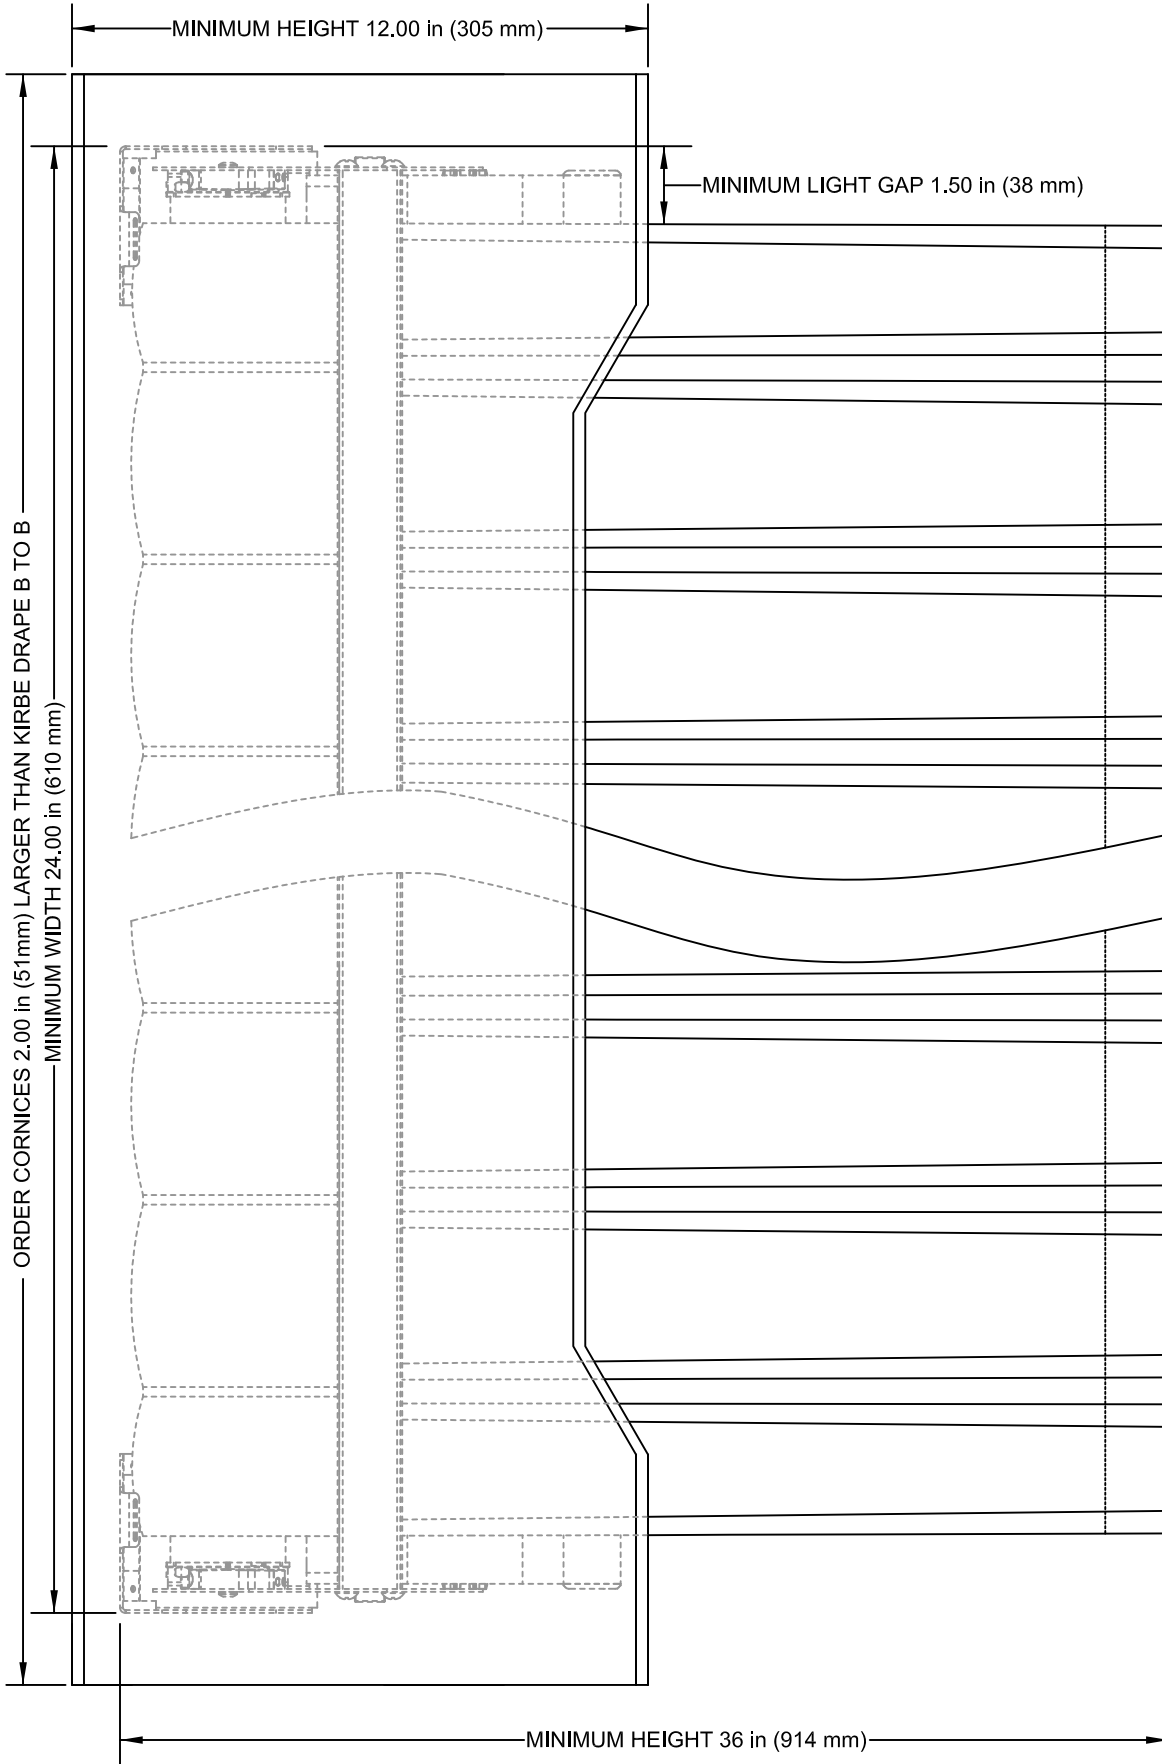 MINIMUM HEIGHT 12.00 in (305 mm)
MINIMUM LIGHT GAP 1.50 in (38 mm)
ORDER CORNICES 2.00 in (51mm) LARGER THAN KIRBE DRAPE B TO B
MINIMUM WIDTH 24.00 in (610 mm)
MINIMUM HEIGHT 36 in (914 mm)